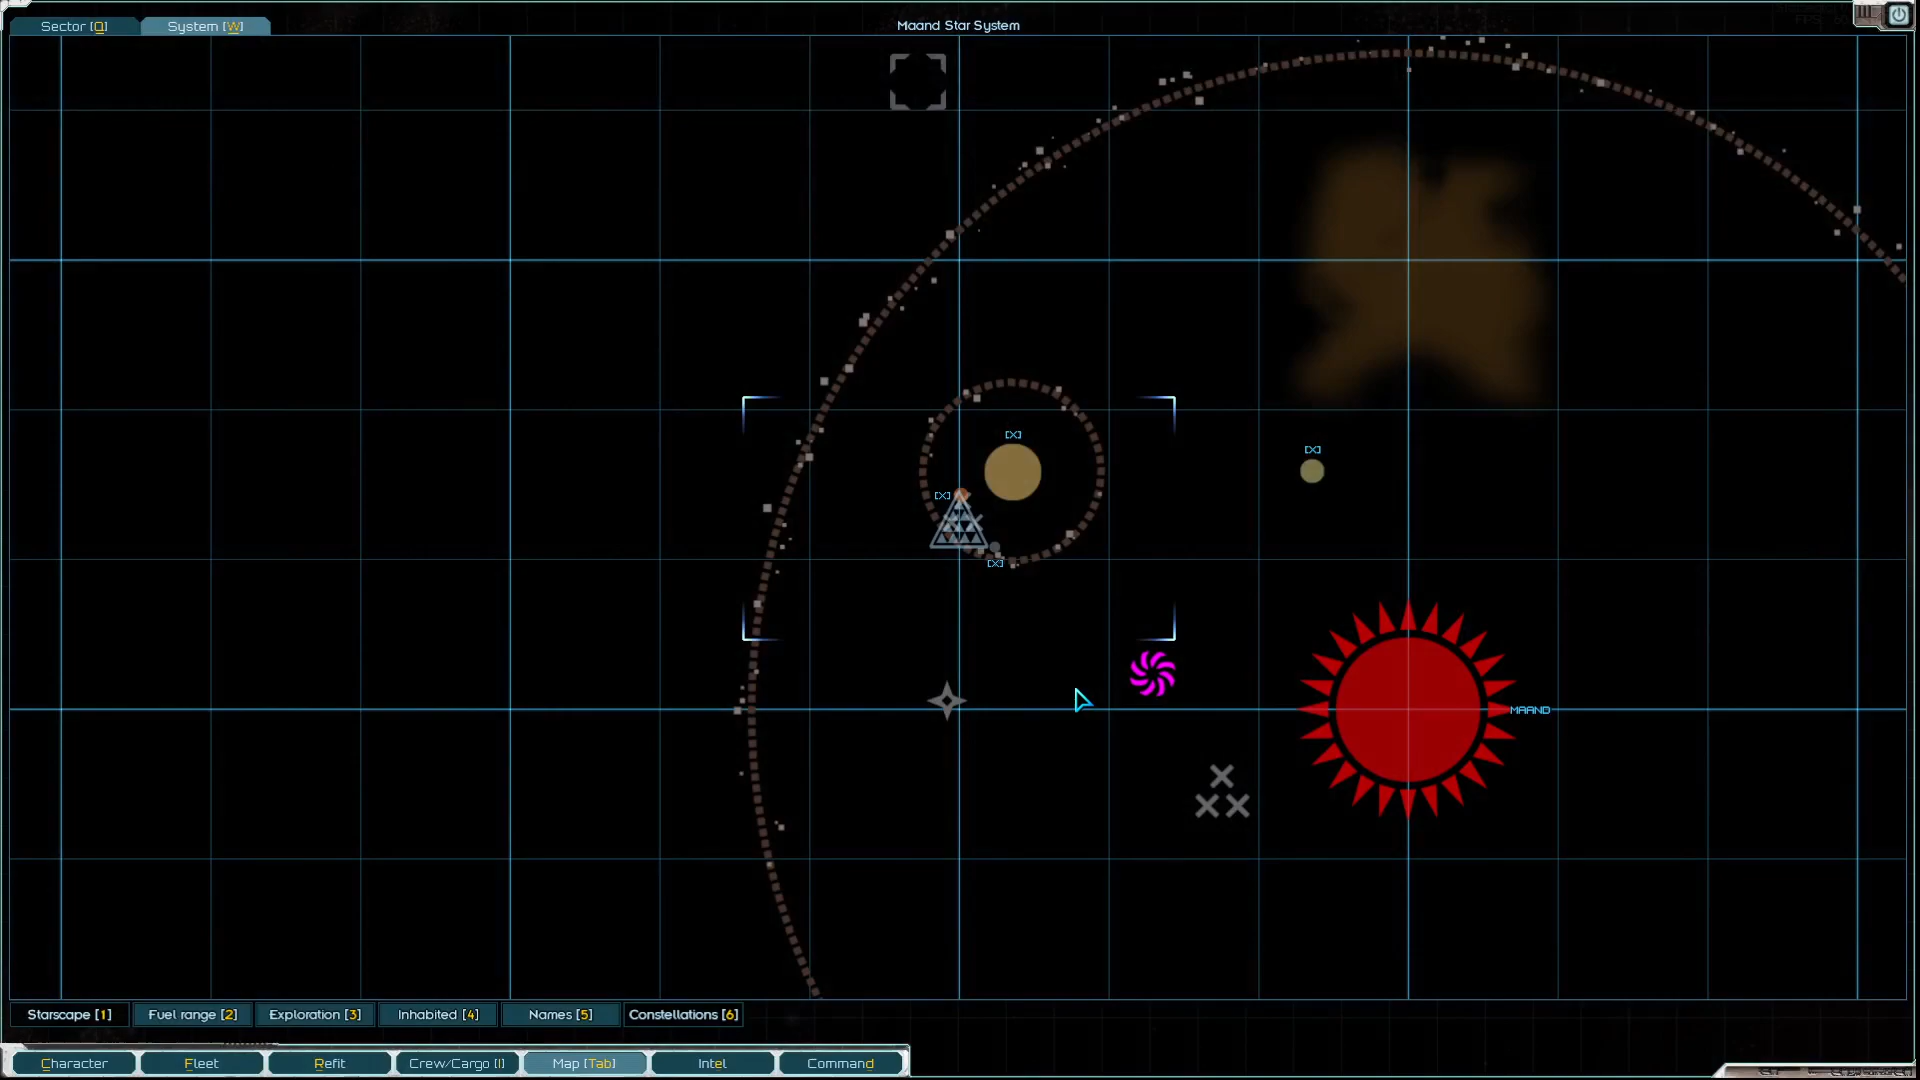 Sector [Q]
System [W]
Maand Star System
[X]
[X]
[X]
[X]
MAAND
Starscape [1]
Fuel range [2]
Exploration [3]
Inhabited [4]
Names [5]
Constellations [6]
Character
Fleet
Refit
Crew/Cargo [I]
Map [Tab]
Intel
Command